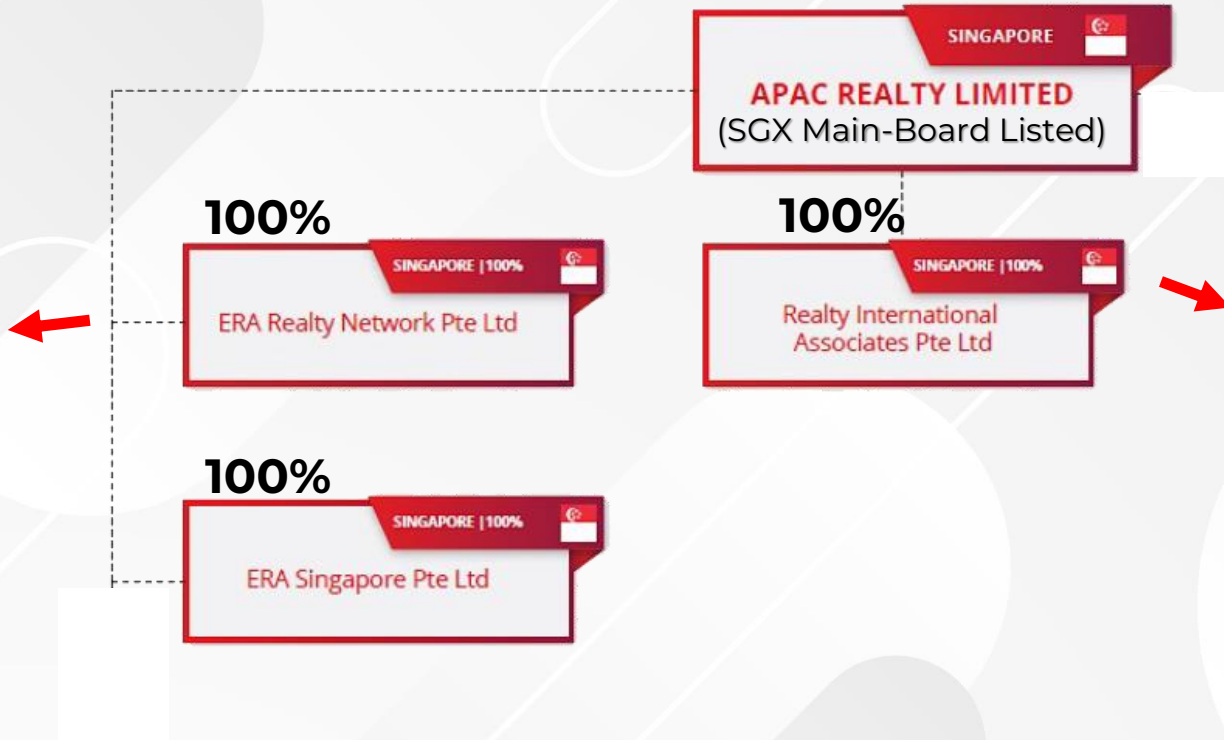 SINGAPORE
APAC REALTY LIMITED
(SGX Main-Board Listed)
100%
SINGAPORE |100%
ERA Realty Network Pte Ltd
100%
SINGAPORE |100%
Realty International
Associates Pte Ltd
100%
SINGAPORE |100%
ERA Singapore Pte Ltd